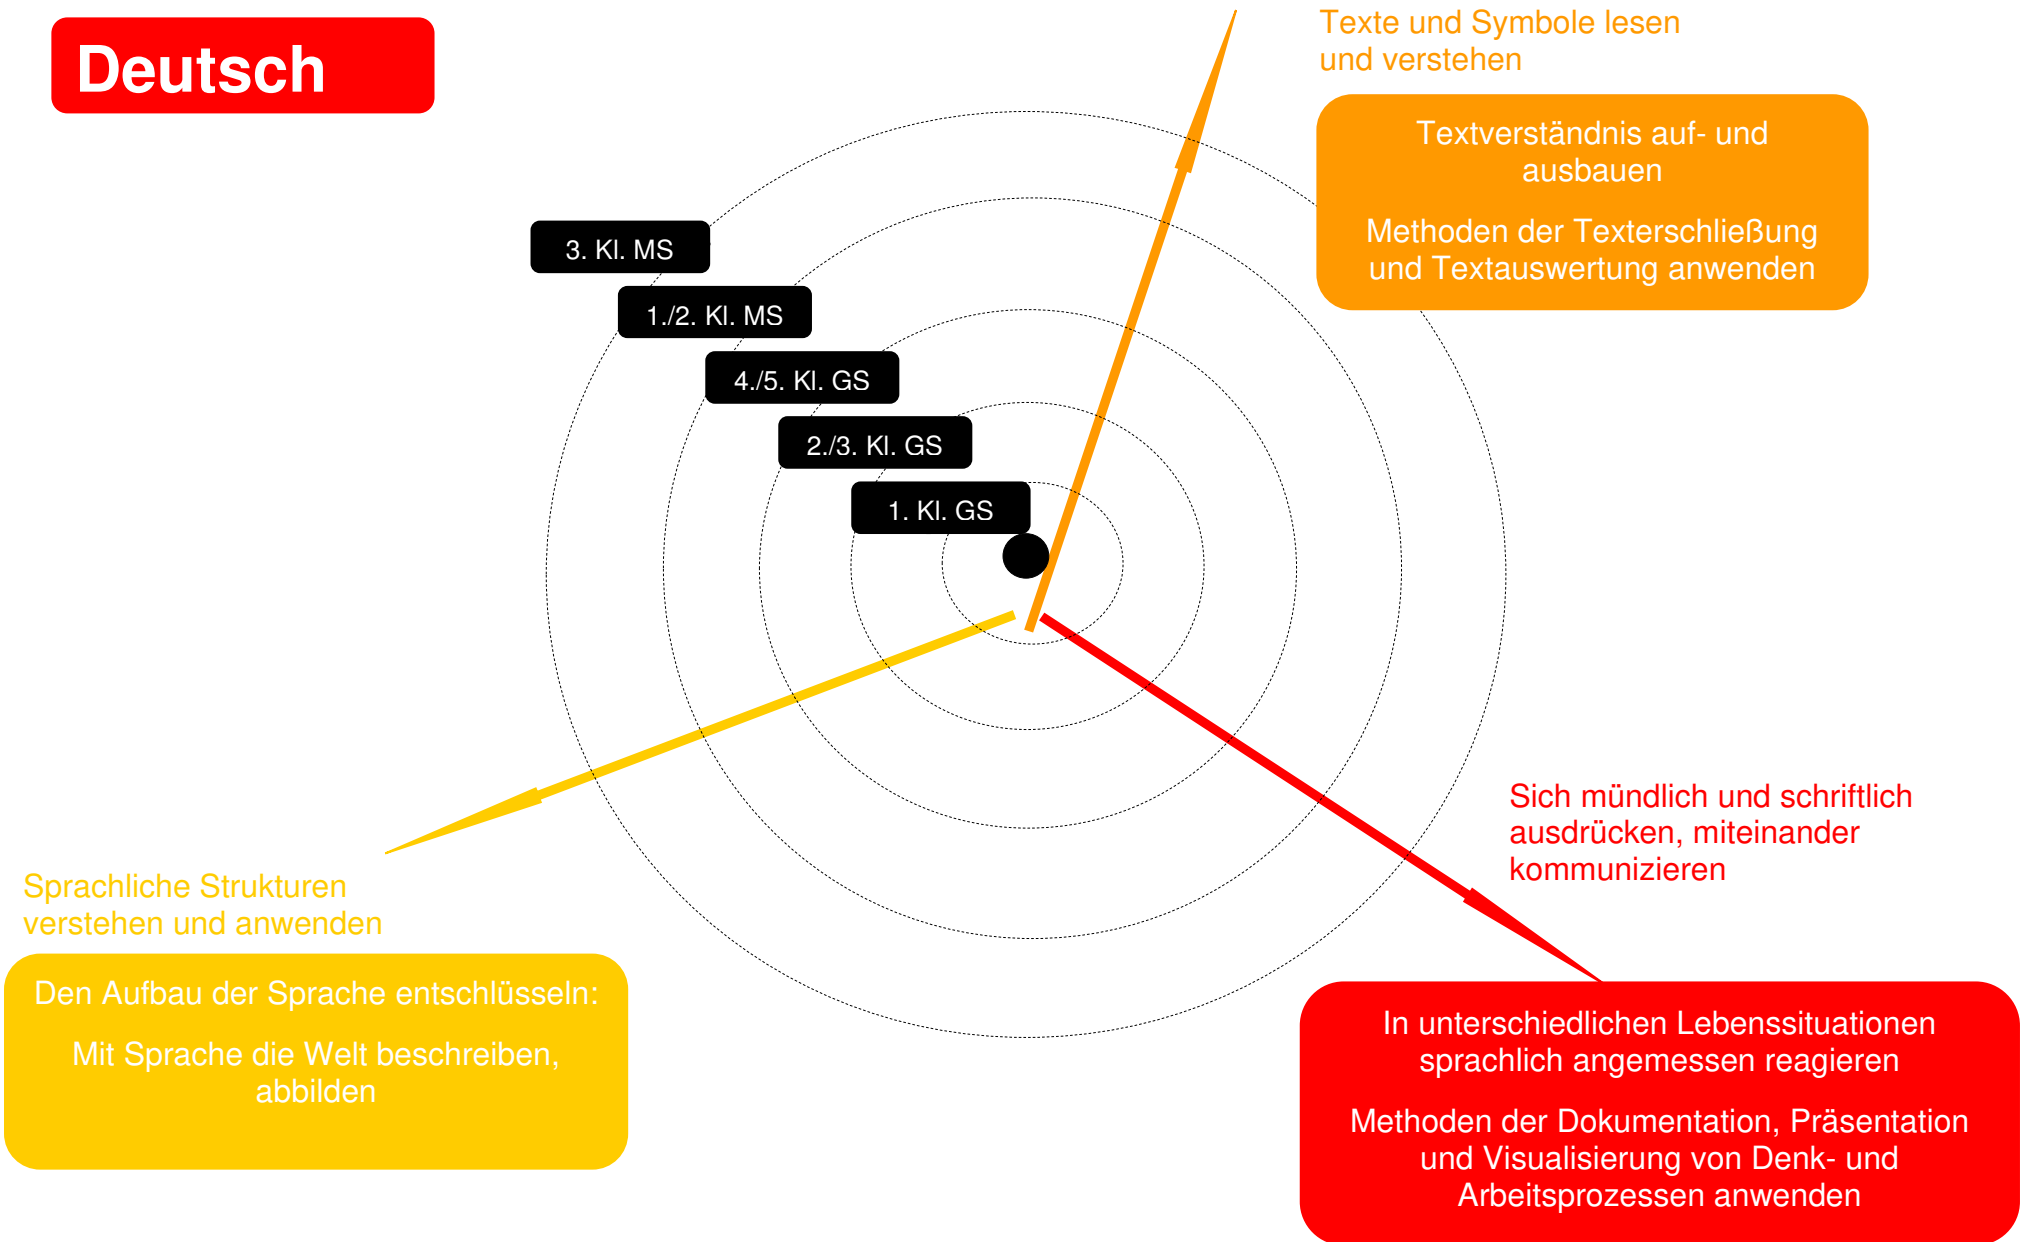 Deutsch
Texte und Symbole lesen
und verstehen
Textverständnis auf- und
ausbauen
Methoden der Texterschließung
und Textauswertung anwenden
3. Kl. MS
1./2. Kl. MS
4./5. Kl. GS
2./3. Kl. GS
1. Kl. GS
Sich mündlich und schriftlich
ausdrücken, miteinander
kommunizieren
Sprachliche Strukturen
verstehen und anwenden
Den Aufbau der Sprache entschlüsseln:
Mit Sprache die Welt beschreiben,
abbilden
In unterschiedlichen Lebenssituationen
sprachlich angemessen reagieren
Methoden der Dokumentation, Präsentation
und Visualisierung von Denk- und
Arbeitsprozessen anwenden